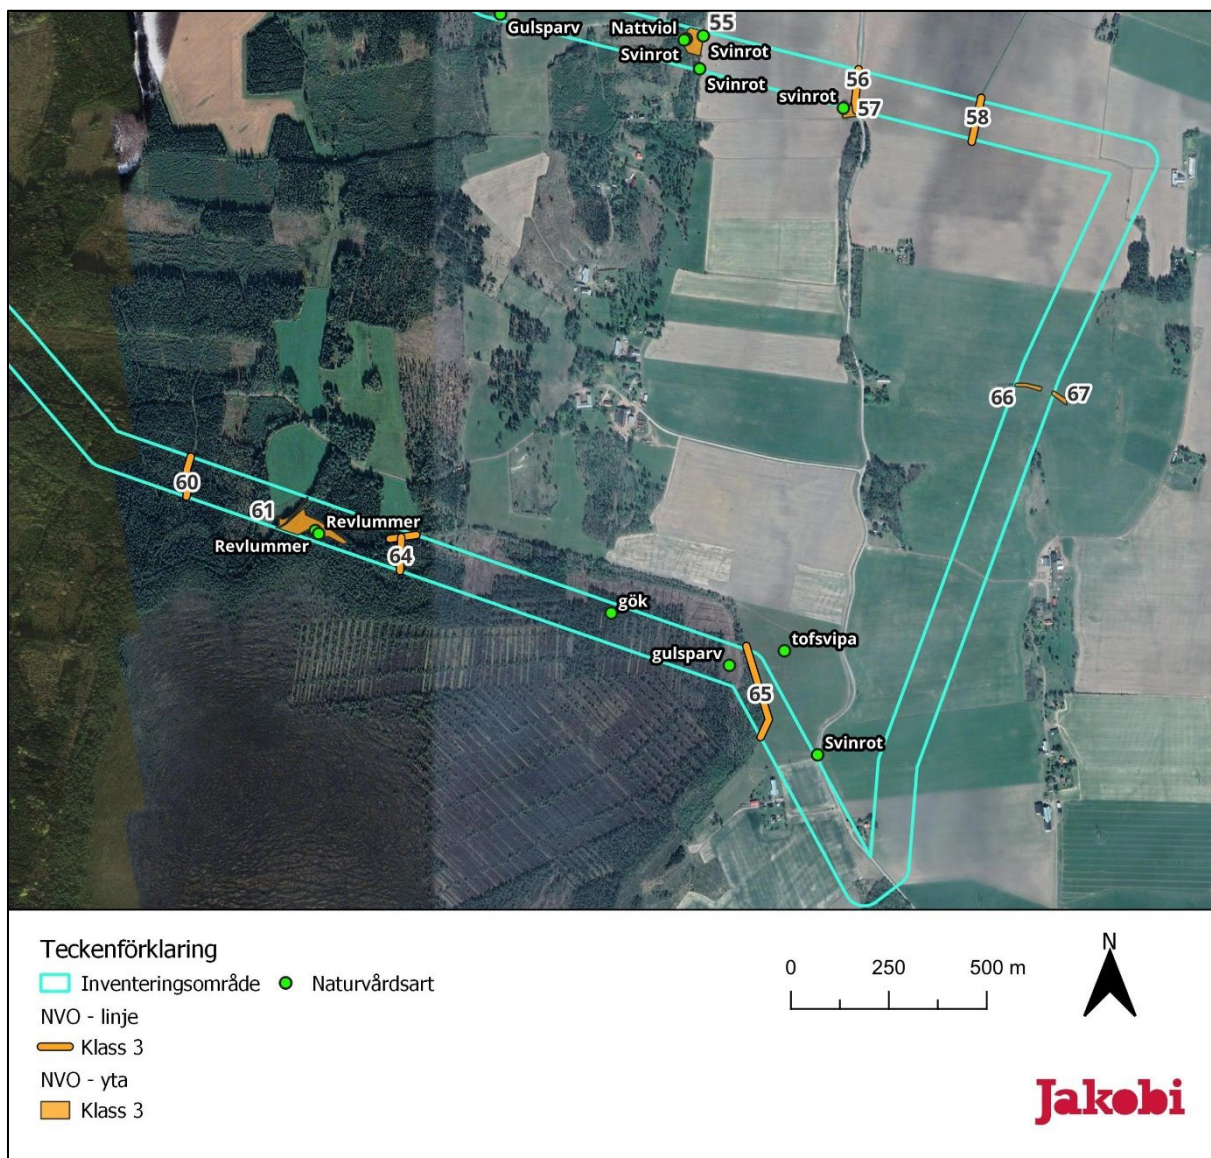 Gulsparv
Nattviol
55
Svinrot
Svinrot
Svinrot
56
svinrot
57
58
66
67
60
61
Revlummer
Revlummer
64
gök
tofsvipa
gulsparv
65
Svinrot
Teckenförklaring
Inventeringsområde
Naturvårdsart
NVO - linje
Klass 3
NVO - yta
Klass 3
0 250 500 m
N
Jakobi